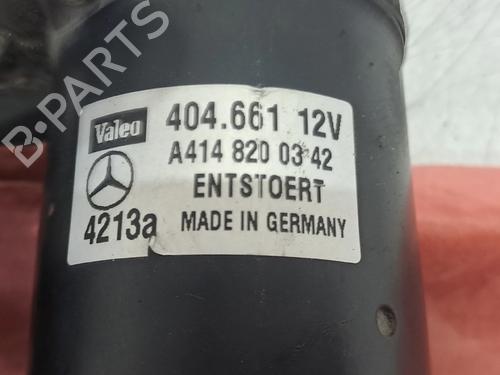 B-PARTS
Valeo
404.661 12V
A414 820 03 42
ENTSTOERT
4213a
MADE IN GERMANY